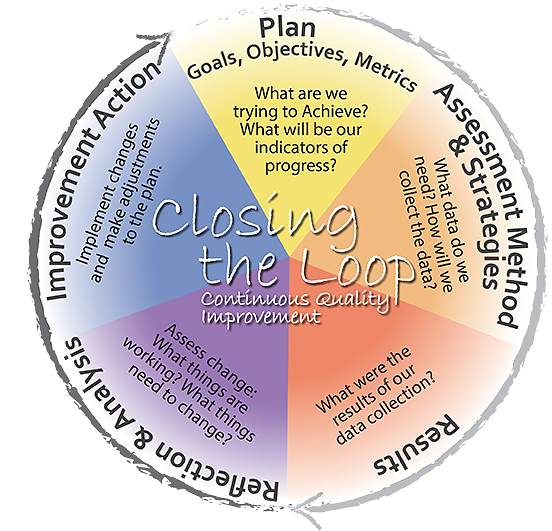 Plan
Goals, Objectives, Metrics
What are we
trying to Achieve?
What will be our
indicators of
progress?
Assessment Method
& Strategies
What data do we
need? How will we
collect the data?
Results
What were the
results of our
data collection?
Reflection & Analysis
Assess change:
What things are
working? What things
need to change?
Improvement Action
Implement changes
and make adjustments
to the plan.
Closing
the Loop
Continuous Quality
Improvement